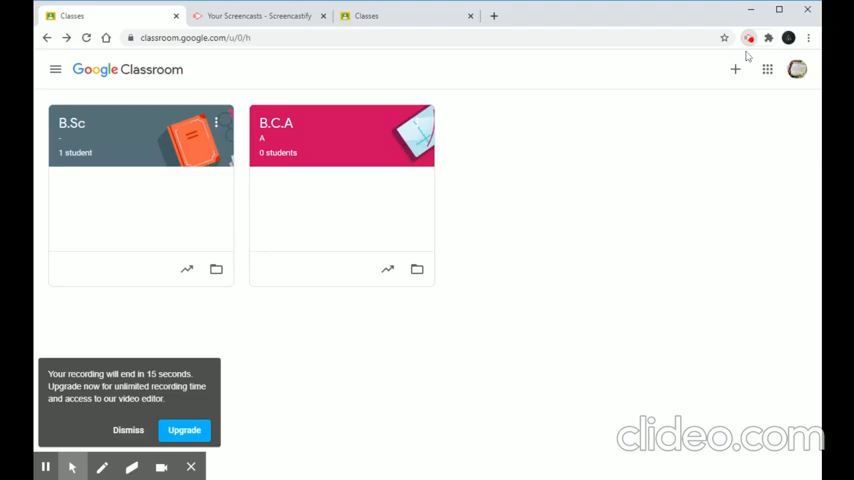 Classes
Your Screencasts - Screencastify
Classes
classroom.google.com/u/0/h
Google Classroom
B.Sc
-
1 student
B.C.A
A
0 students
Your recording will end in 15 seconds.
Upgrade now for unlimited recording time
and access to our video editor.
Dismiss
Upgrade
clideo.com